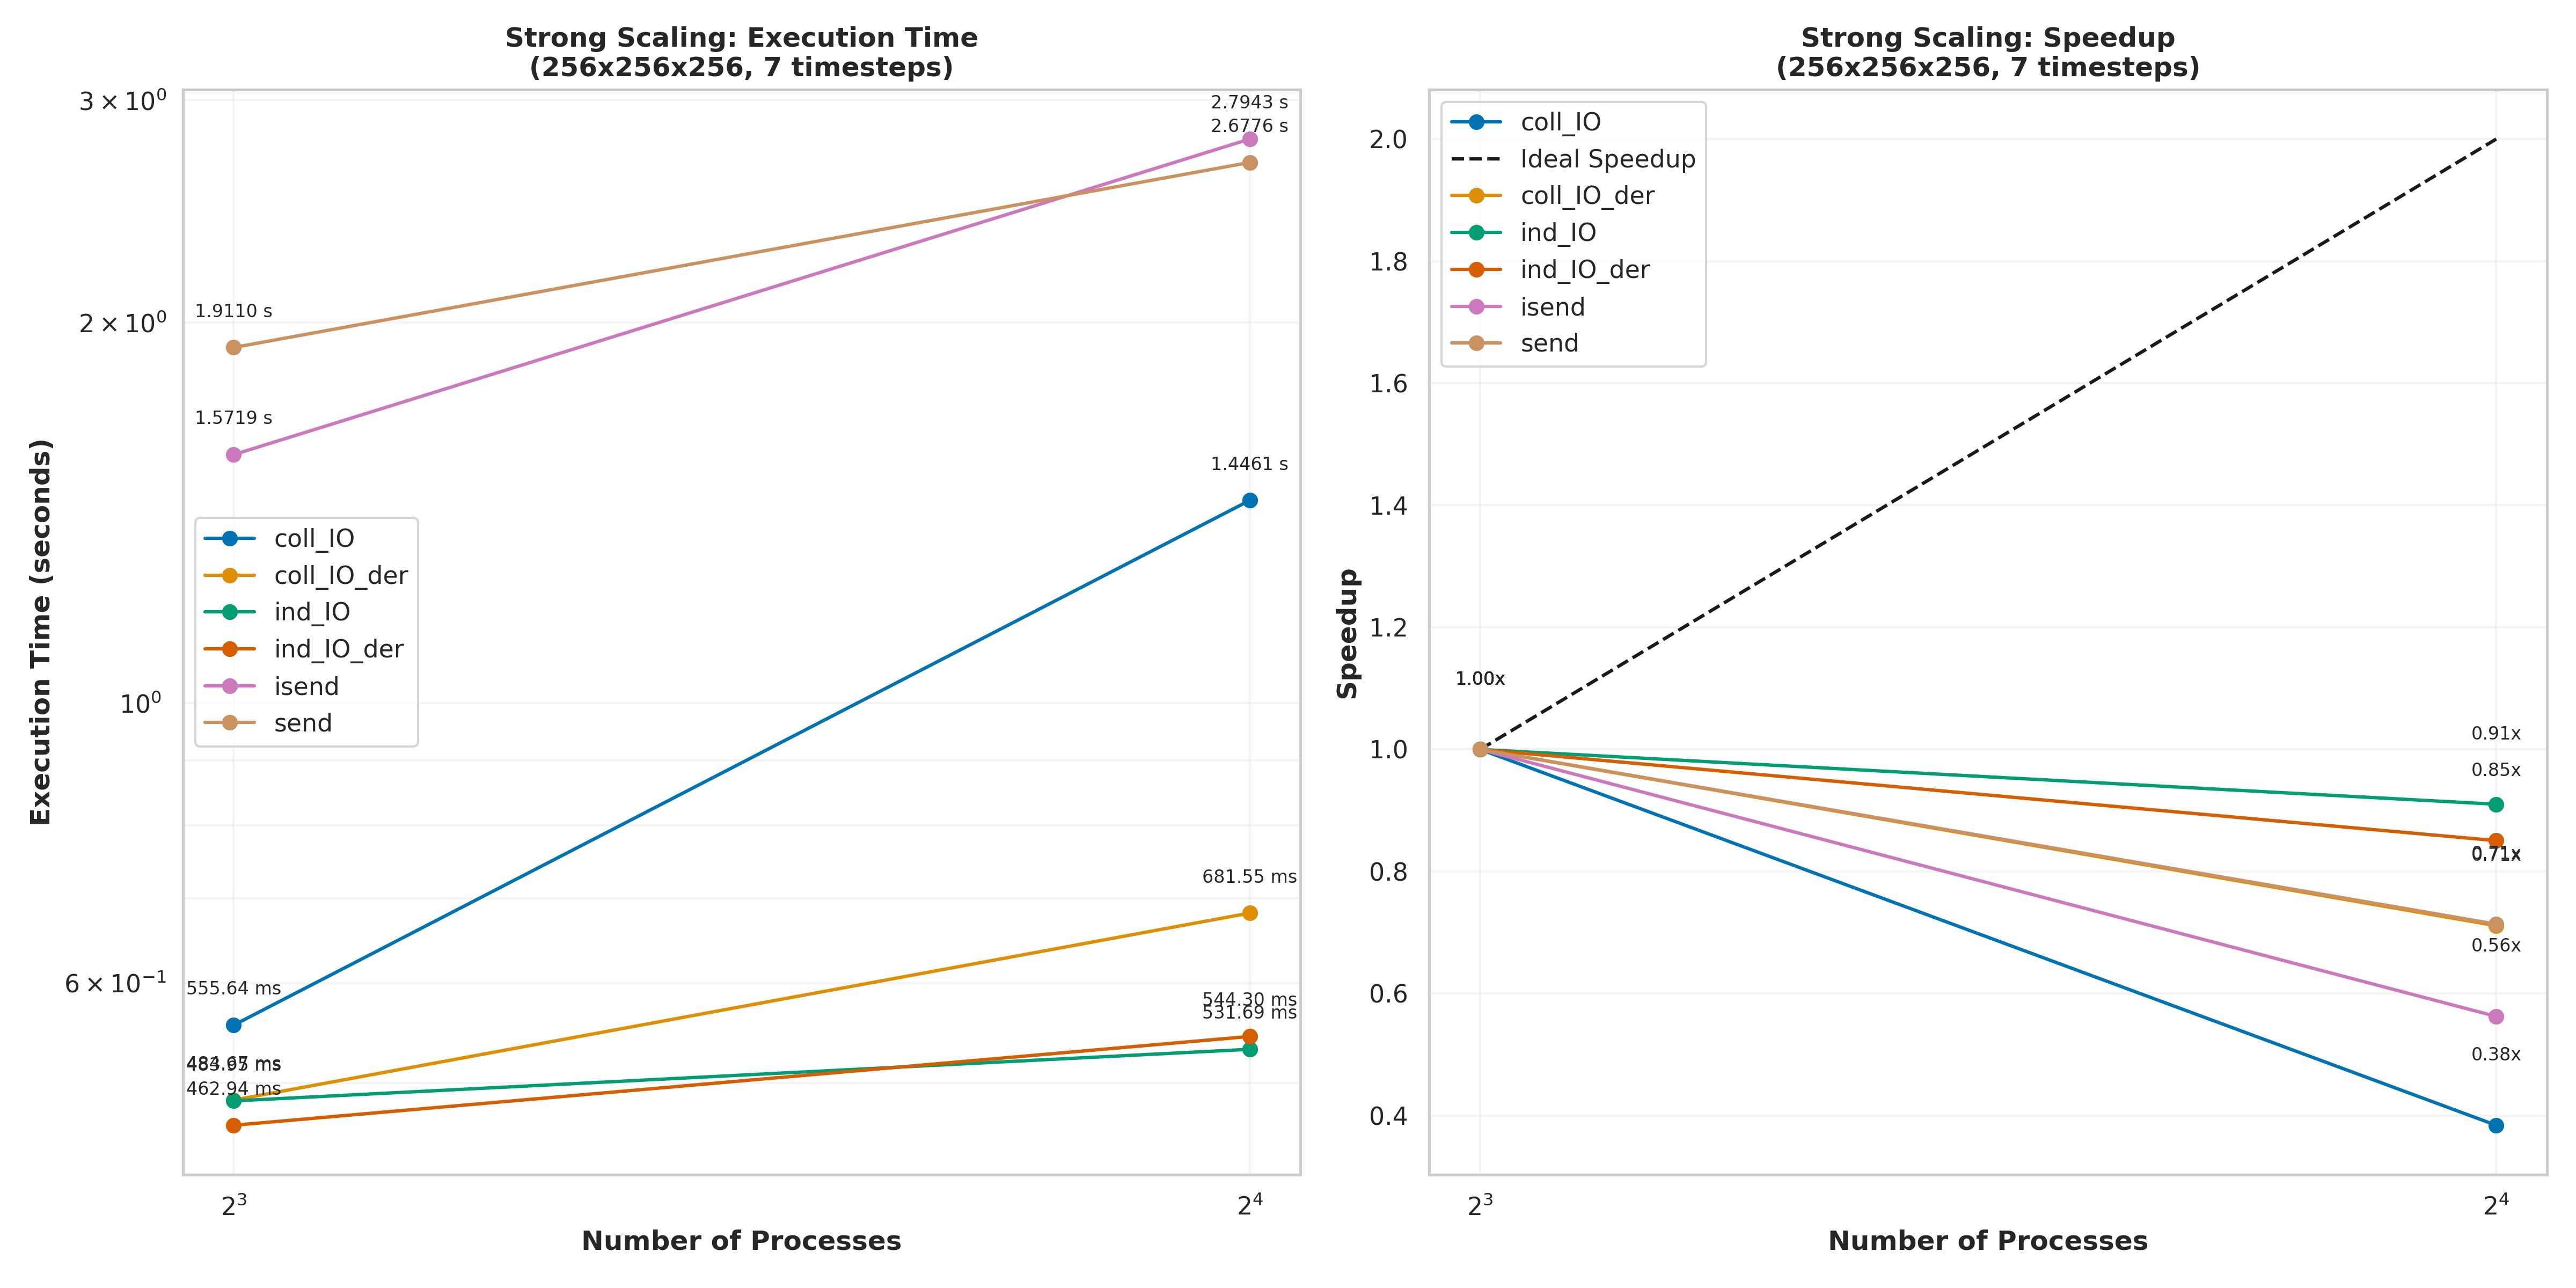 Strong Scaling: Execution Time
(256x256x256, 7 timesteps)
3 × 10⁰
2 × 10⁰
10⁰
6 × 10⁻¹
Execution Time (seconds)
2.7943 s
2.6776 s
1.9110 s
1.5719 s
1.4461 s
coll_IO
coll_IO_der
ind_IO
ind_IO_der
isend
send
681.55 ms
555.64 ms
544.30 ms
531.69 ms
462.94 ms
2³
2⁴
Number of Processes
Strong Scaling: Speedup
(256x256x256, 7 timesteps)
coll_IO
Ideal Speedup
coll_IO_der
ind_IO
ind_IO_der
isend
send
2.0
1.8
1.6
1.4
1.2
1.0
0.8
0.6
0.4
Speedup
1.00x
0.91x
0.85x
0.71x
0.56x
0.38x
2³
2⁴
Number of Processes